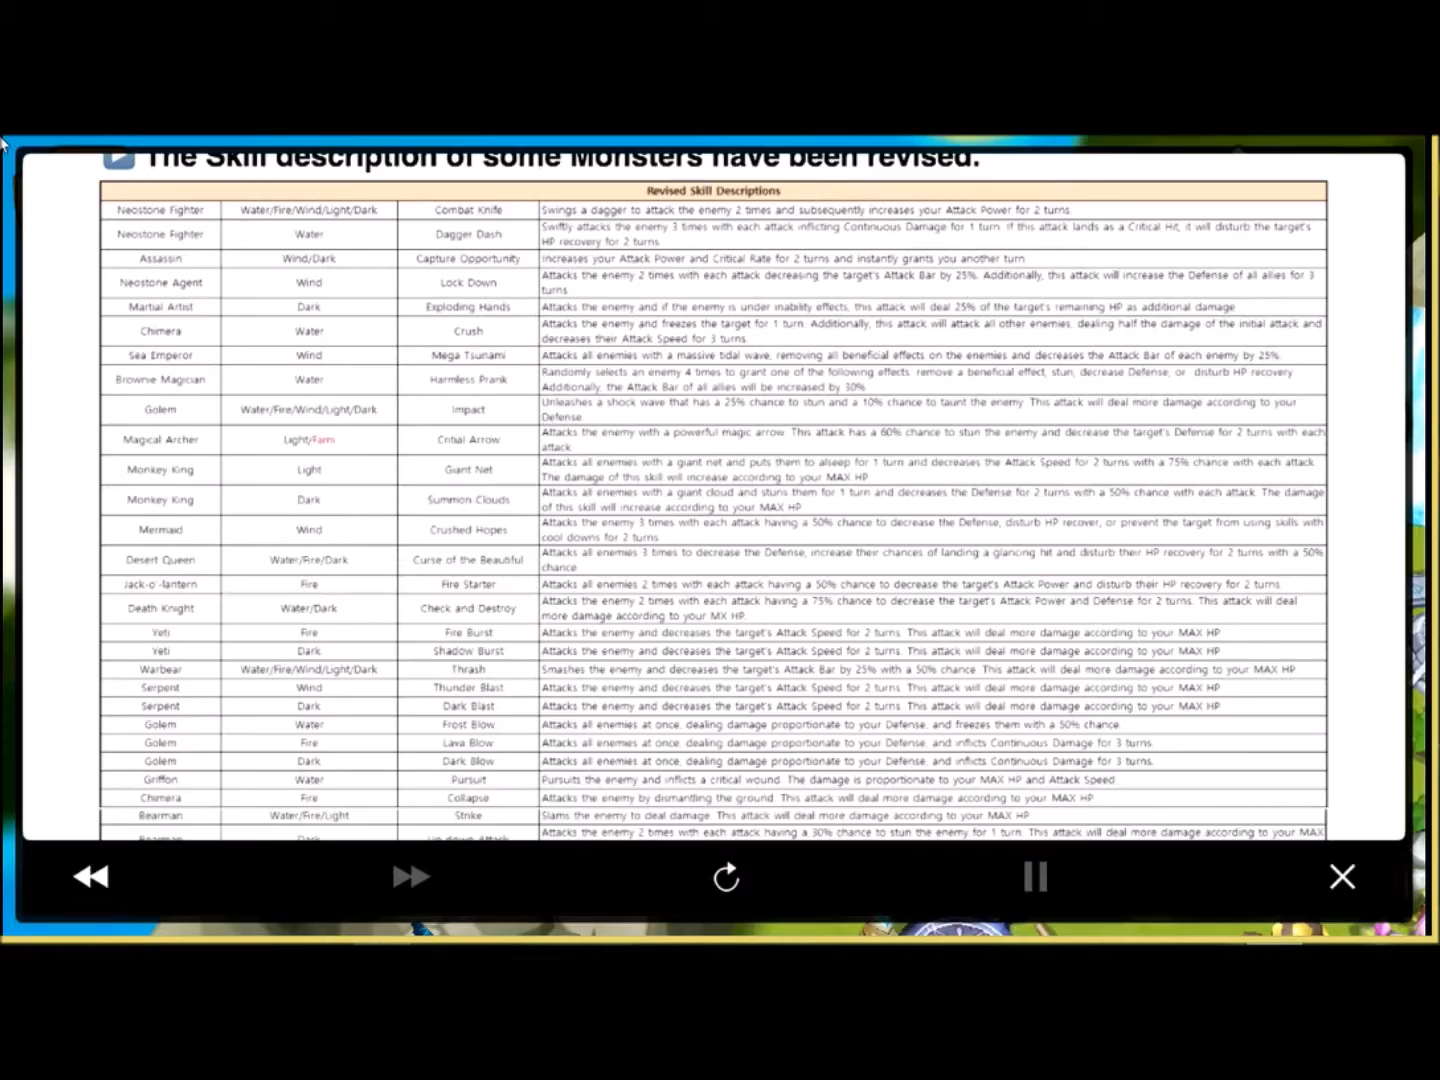 The Skill description of some Monsters have been revised.
Revised Skill Descriptions
Neostone Fighter Water/Fire/Wind/Light/Dark Combat Knife Swings a dagger to attack the enemy 2 times and subsequently increases your Attack Power for 2 turns.
Neostone Fighter Water Dagger Dash Swiftly attacks the enemy 3 times with each attack inflicting Continuous Damage for 1 turn. If this attack lands as a Critical Hit, it will disturb the target's
HP recovery for 2 turns
Assassin Wind/Dark Capture Opportunity Increases your Attack Power and Critical Rate for 2 turns and instantly grants you another turn
Neostone Agent Wind Lock Down Attacks the enemy 2 times with each attack decreasing the target's Attack Bar by 25%. Additionally, this attack will increase the Defense of all allies for 3
turns.
Martial Artist Dark Exploding Hands Attacks the enemy and if the enemy is under inability effects, this attack will deal 25% of the target's remaining HP as additional damage
Chimera Water Crush Attacks the enemy and freezes the target for 1 turn. Additionally, this attack will attack all other enemies, dealing half the damage of the initial attack and
decreases their Attack Speed for 3 turns.
Sea Emperor Wind Mega Tsunami Attacks all enemies with a massive tidal wave, removing all beneficial effects on the enemies and decreases the Attack Bar of each enemy by 25%.
Brownie Magician Water Harmless Prank Randomly selects an enemy 4 times to grant one of the following effects: remove a beneficial effect, stun, decrease Defense, or disturb HP recovery
Additionally, the Attack Bar of all allies will be increased by 30%
Golem Water/Fire/Wind/Light/Dark Impact Unleashes a shock wave that has a 25% chance to stun and a 10% chance to taunt the enemy. This attack will deal more damage according to your
Defense.
Magical Archer Light/Fami Critial Arrow Attacks the enemy with a powerful magic arrow. This attack has a 60% chance to stun the enemy and decrease the target's Defense for 2 turns with each
attack
Monkey King Light Giant Net Attacks all enemies with a giant net and puts them to alseep for 1 turn and decreases the Attack Speed for 2 turns with a 75% chance with each attack.
The damage of this skill will increase according to your MAX HP
Monkey King Dark Summon Clouds Attacks all enemies with a giant cloud and stuns them for 1 turn and decreases the Defense for 2 turns with a 50% chance with each attack. The damage
of this skill will increase according to your MAX HP
Mermaid Wind Crushed Hopes Attacks the enemy 3 times with each attack having a 50% chance to decrease the Defense, disturb HP recover, or prevent the target from using skills with
cool downs for 2 turns
Desert Queen Water/Fire/Dark Curse of the Beautiful Attacks all enemies 3 times to decrease the Defense, increase their chances of landing a glancing hit and disturb their HP recovery for 2 turns with a 50%
chance
Jack-o'-lantern Fire Fire Starter Attacks all enemies 2 times with each attack having a 50% chance to decrease the target's Attack Power and disturb their HP recovery for 2 turns
Death Knight Water/Dark Check and Destroy Attacks the enemy 2 times with each attack having a 75% chance to decrease the target's Attack Power and Defense for 2 turns. This attack will deal
more damage according to your MX HP.
Yeti Fire Fire Burst Attacks the enemy and decreases the target's Attack Speed for 2 turns. This attack will deal more damage according to your MAX HP
Yeti Dark Shadow Burst Attacks the enemy and decreases the target's Attack Speed for 2 turns. This attack will deal more damage according to your MAX HP
Warbear Water/Fire/Wind/Light/Dark Thrash Smashes the enemy and decreases the target's Attack Bar by 25% with a 50% chance. This attack will deal more damage according to your MAX HP
Serpent Wind Thunder Blast Attacks the enemy and decreases the target's Attack Speed for 2 turns. This attack will deal more damage according to your MAX HP
Serpent Dark Dark Blast Attacks the enemy and decreases the target's Attack Speed for 2 turns. This attack will deal more damage according to your MAX HP
Golem Water Frost Blow Attacks all enemies at once, dealing damage proportionate to your Defense, and freezes them with a 50% chance.
Golem Fire Lava Blow Attacks all enemies at once, dealing damage proportionate to your Defense, and inflicts Continuous Damage for 3 turns.
Golem Dark Dark Blow Attacks all enemies at once, dealing damage proportionate to your Defense, and inflicts Continuous Damage for 3 turns.
Griffon Water Pursuit Pursuits the enemy and inflicts a critical wound. The damage is proportionate to your MAX HP and Attack Speed
Chimera Fire Collapse Attacks the enemy by dismantling the ground. This attack will deal more damage according to your MAX HP
Bearman Water/Fire/Light Strike Slams the enemy to deal damage. This attack will deal more damage according to your MAX HP
Bearman Dark Attack Attacks the enemy 2 times with each attack having a 30% chance to stun the enemy for 1 turn. This attack will deal more damage according to your MAX